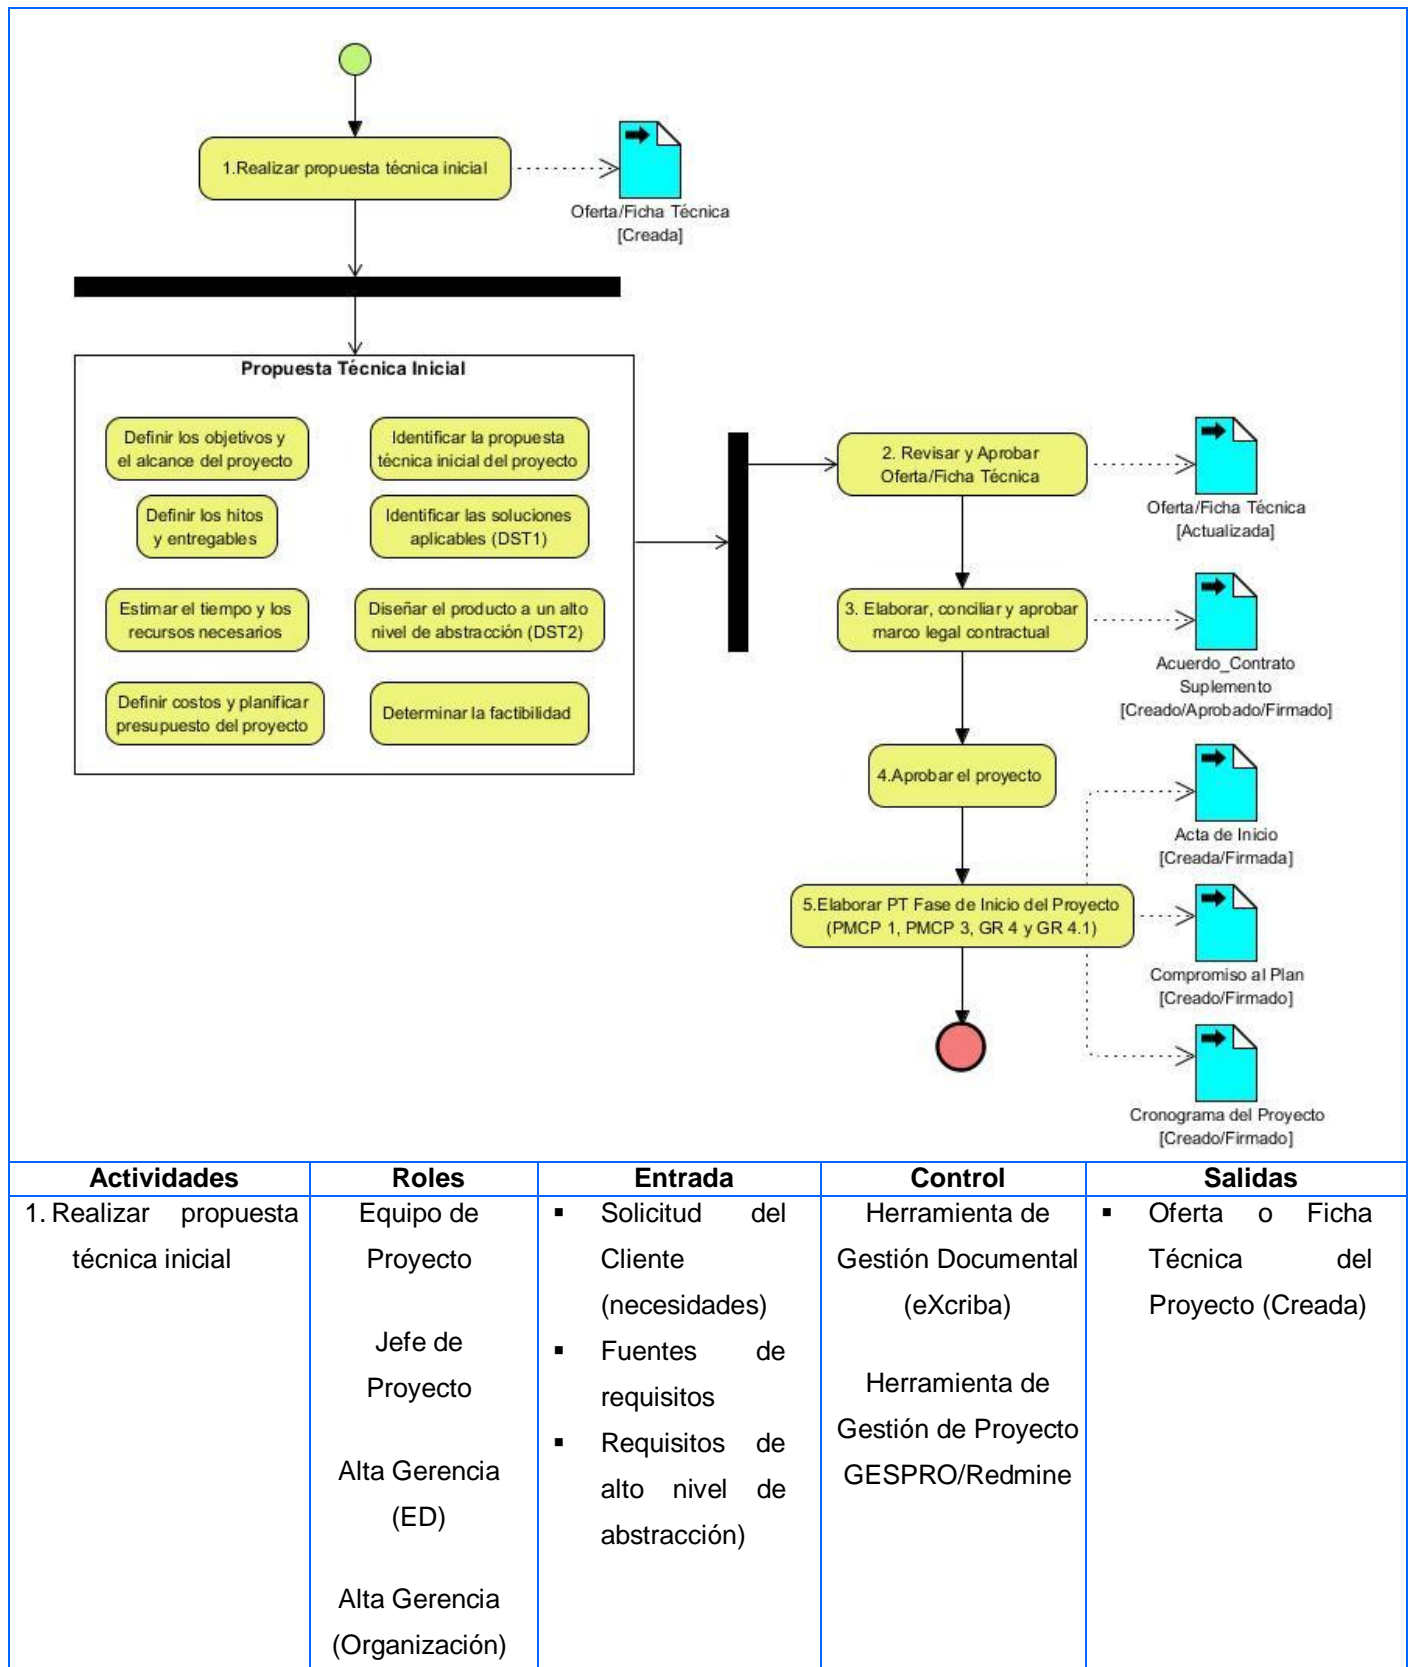 1.Realizar propuesta técnica inicial
Oferta/Ficha Técnica
[Creada]
Propuesta Técnica Inicial
Definir los objetivos y
el alcance del proyecto
Identificar la propuesta
técnica inicial del proyecto
Definir los hitos
y entregables
Identificar las soluciones
aplicables (DST1)
Estimar el tiempo y los
recursos necesarios
Diseñar el producto a un alto
nivel de abstracción (DST2)
Definir costos y planificar
presupuesto del proyecto
Determinar la factibilidad
2. Revisar y Aprobar
Oferta/Ficha Técnica
Oferta/Ficha Técnica
[Actualizada]
3. Elaborar, conciliar y aprobar
marco legal contractual
Acuerdo_Contrato
Suplemento
[Creado/Aprobado/Firmado]
4.Aprobar el proyecto
Acta de Inicio
[Creada/Firmada]
5.Elaborar PT Fase de Inicio del Proyecto
(PMCP 1, PMCP 3, GR 4 y GR 4.1)
Compromiso al Plan
[Creado/Firmado]
Cronograma del Proyecto
[Creado/Firmado]
Actividades
Roles
Entrada
Control
Salidas
1. Realizar propuesta
técnica inicial
Equipo de
Proyecto
Jefe de
Proyecto
Alta Gerencia
(ED)
Alta Gerencia
(Organización)
▪ Solicitud del
Cliente
(necesidades)
▪ Fuentes de
requisitos
▪ Requisitos de
alto nivel de
abstracción)
Herramienta de
Gestión Documental
(eXcriba)
Herramienta de
Gestión de Proyecto
GESPRO/Redmine
▪ Oferta o Ficha
Técnica del
Proyecto (Creada)